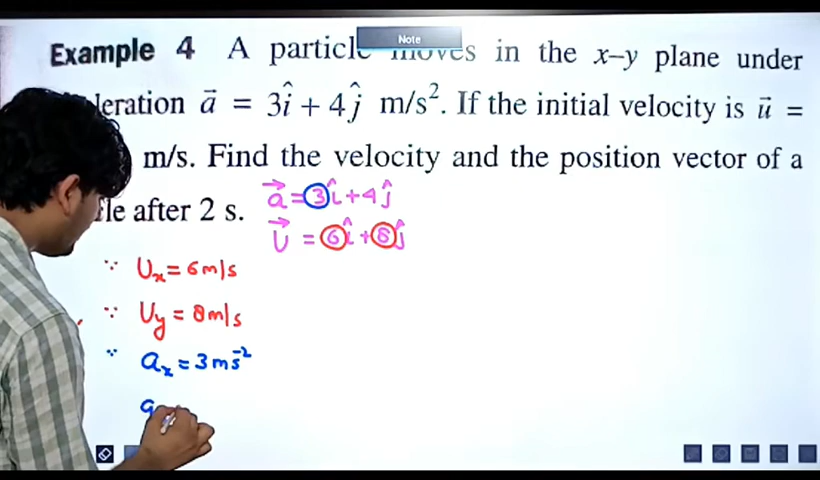 Note
Example 4 A particle moves in the x–y plane under
leration a⃗ = 3î + 4ĵ m/s². If the initial velocity is u⃗ =
m/s. Find the velocity and the position vector of a
le after 2 s.
a⃗ = 3î + 4ĵ
U⃗ = 6î + 8ĵ
∵ Uₓ = 6 m/s
∵ Uy = 8 m/s
∵ aₓ = 3 ms⁻²
a